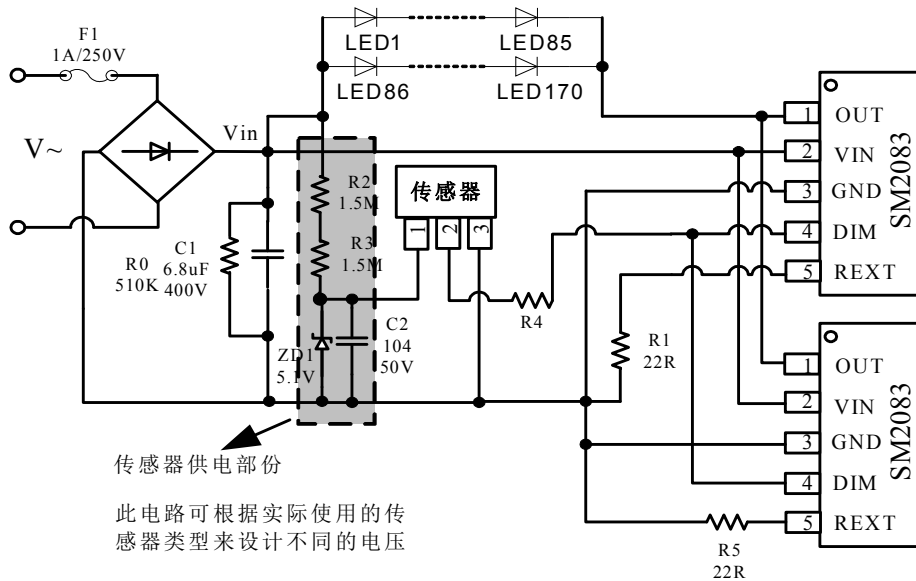 F1
1A/250V
LED1
LED85
LED86
LED170
V~
Vin
R2
1.5M
R3
1.5M
传感器
1
2
3
R0
510K
C1
6.8uF
400V
ZD1
5.1V
C2
104
50V
R4
R1
22R
1
OUT
2
VIN
3
GND
4
DIM
5
REXT
SM2083
1
OUT
2
VIN
3
GND
4
DIM
5
REXT
SM2083
R5
22R
传感器供电部份
此电路可根据实际使用的传
感器类型来设计不同的电压